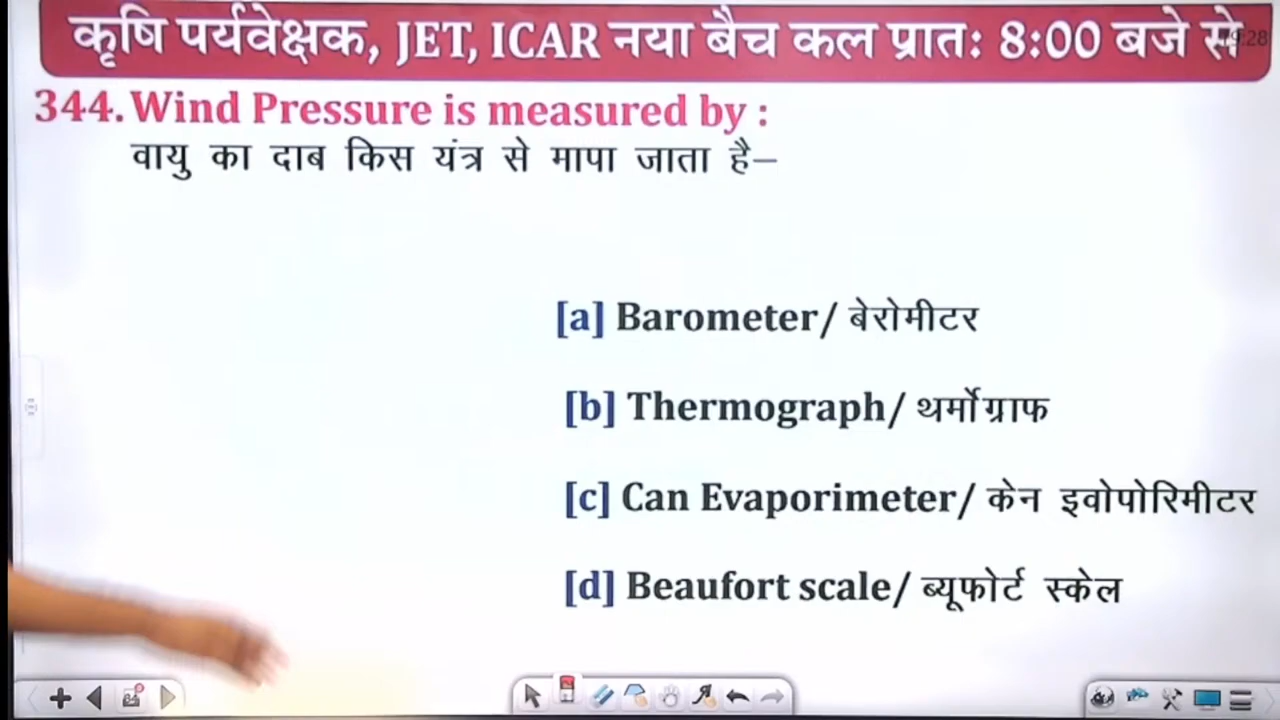 कृषि पर्यवेक्षक, JET, ICAR नया बैच कल प्रातः 8:00 बजे से
344. Wind Pressure is measured by :
वायु का दाब किस यंत्र से मापा जाता है–
[a] Barometer/ बेरोमीटर
[b] Thermograph/ थर्मोग्राफ
[c] Can Evaporimeter/ केन इवोपोरिमीटर
[d] Beaufort scale/ ब्यूफोर्ट स्केल